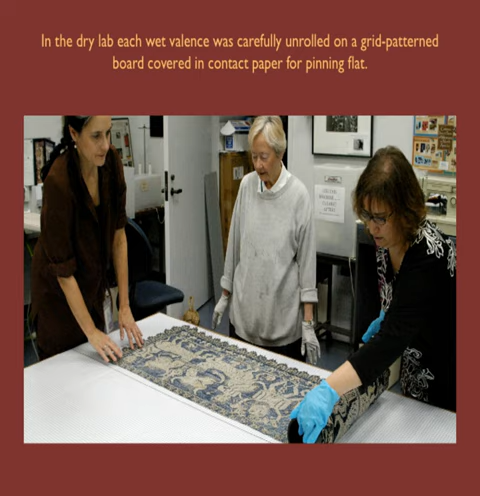 In the dry lab each wet valence was carefully unrolled on a grid-patterned
board covered in contact paper for pinning flat.